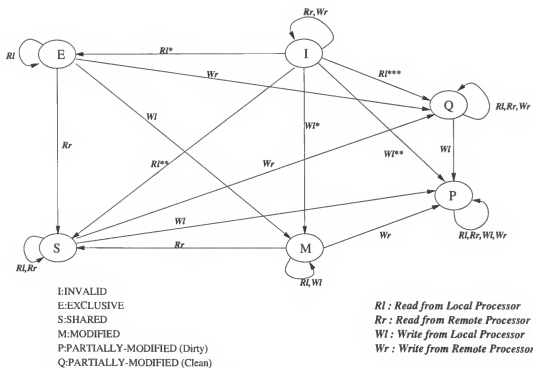 Rr,Wr
Rl
E
Rl*
I
Wr
Rl***
Q
Rl,Rr,Wr
Wl
Wl*
Wl**
Wl
Rr
Rl**
Wr
P
Wl
Rl,Rr,Wl,Wr
S
Rr
M
Wr
Rl,Rr
Rl,Wl
I:INVALID
E:EXCLUSIVE
S:SHARED
M:MODIFIED
P:PARTIALLY-MODIFIED (Dirty)
Q:PARTIALLY-MODIFIED (Clean)
Rl : Read from Local Processor
Rr : Read from Remote Processor
Wl : Write from Local Processor
Wr : Write from Remote Processor